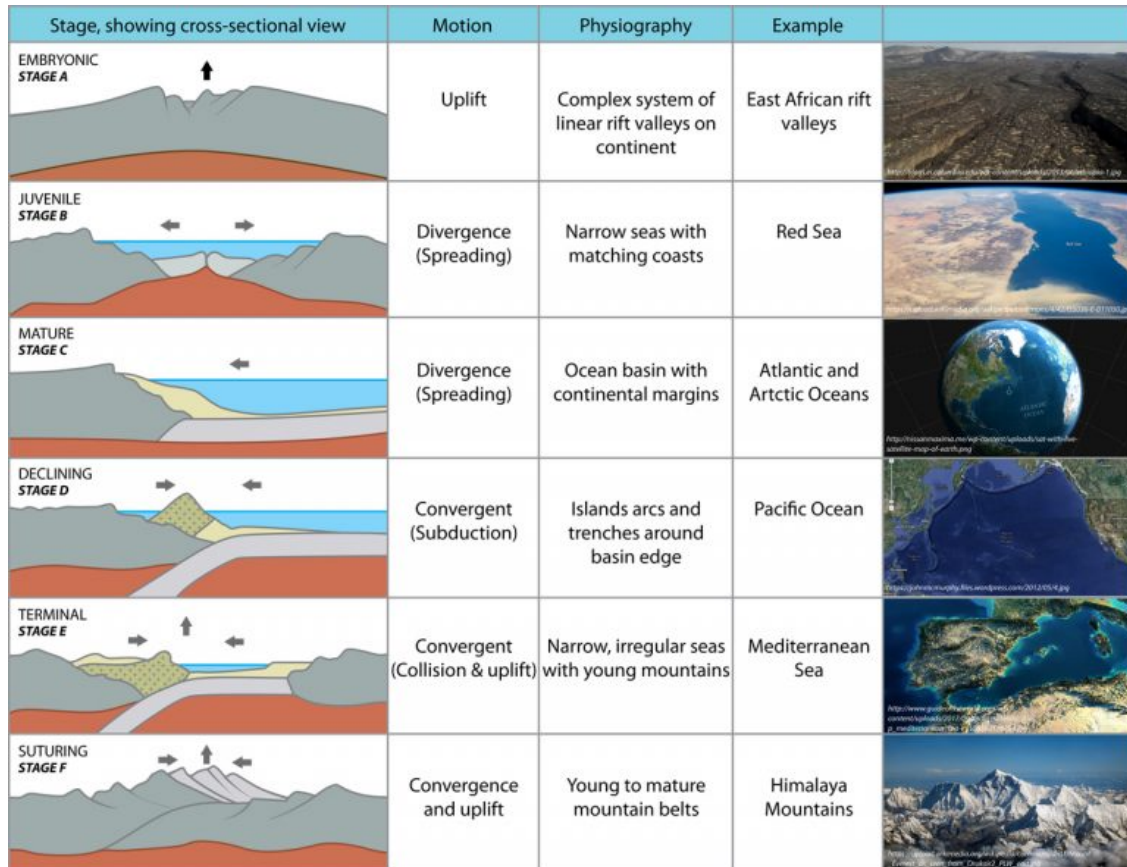 Stage, showing cross-sectional view
Motion
Physiography
Example
EMBRYONIC
STAGE A
Uplift
Complex system of
linear rift valleys on
continent
East African rift
valleys
JUVENILE
STAGE B
Divergence
(Spreading)
Narrow seas with
matching coasts
Red Sea
Red Sea
MATURE
STAGE C
Divergence
(Spreading)
Ocean basin with
continental margins
Atlantic and
Artctic Oceans
ATLANTIC
OCEAN
DECLINING
STAGE D
Convergent
(Subduction)
Islands arcs and
trenches around
basin edge
Pacific Ocean
TERMINAL
STAGE E
Convergent
(Collision & uplift)
Narrow, irregular seas
with young mountains
Mediterranean
Sea
SUTURING
STAGE F
Convergence
and uplift
Young to mature
mountain belts
Himalaya
Mountains